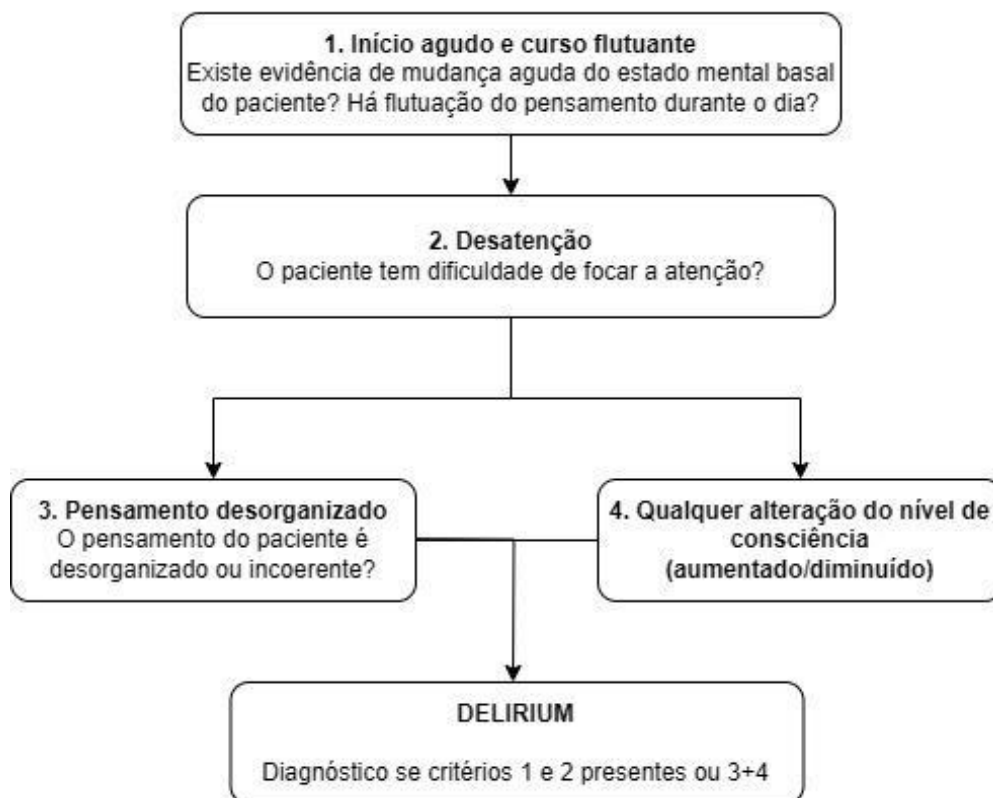 1. Início agudo e curso flutuante
Existe evidência de mudança aguda do estado mental basal
do paciente? Há flutuação do pensamento durante o dia?
2. Desatenção
O paciente tem dificuldade de focar a atenção?
3. Pensamento desorganizado
O pensamento do paciente é
desorganizado ou incoerente?
4. Qualquer alteração do nível de
consciência
(aumentado/diminuído)
DELIRIUM
Diagnóstico se critérios 1 e 2 presentes ou 3+4